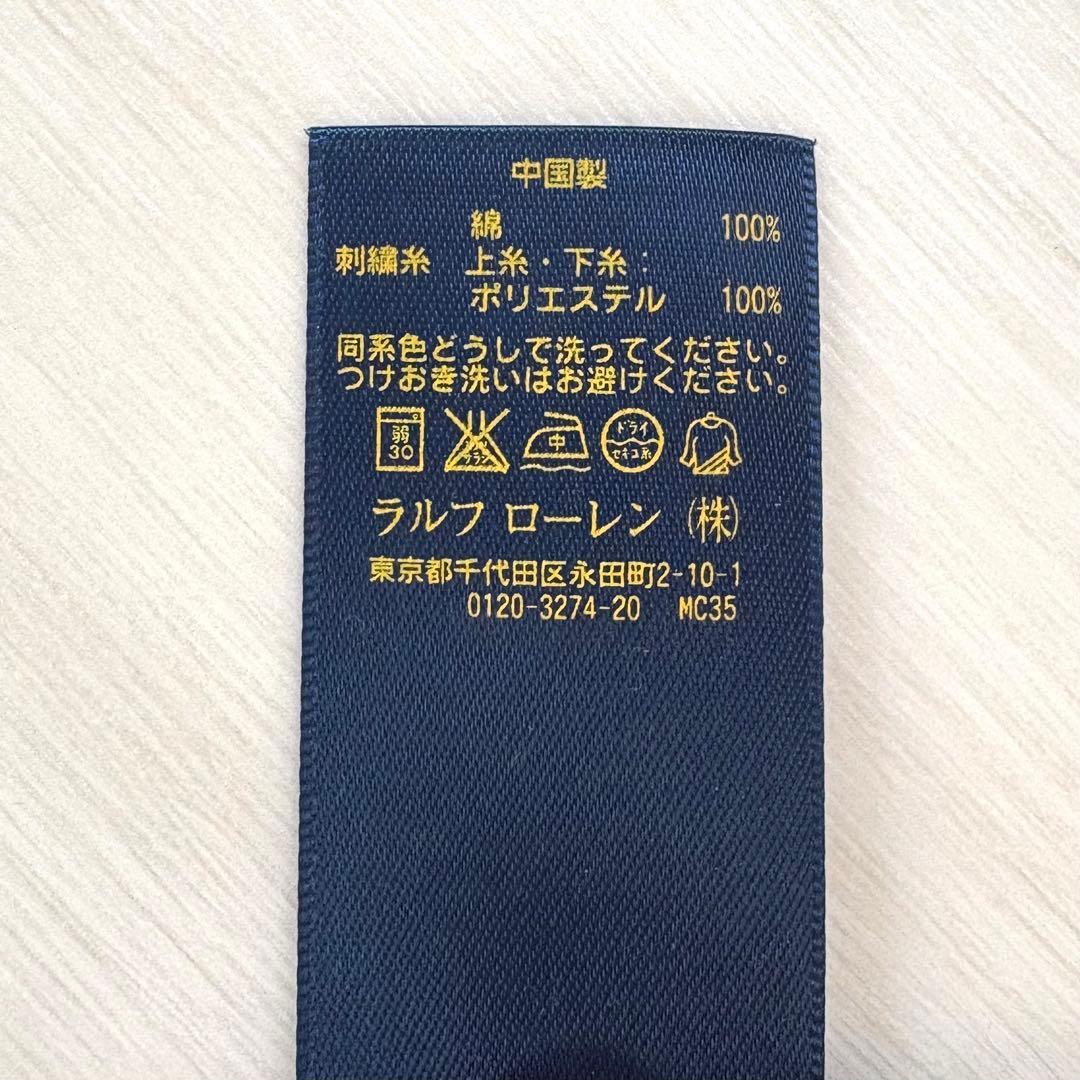 中国製
綿 100%
刺繍糸 上糸・下糸:
ポリエステル 100%
同系色どうしで洗ってください。
つけおき洗いはお避けください。
弱 30 中 ドライ セキユ系
ラルフ ローレン (株)
東京都千代田区永田町2-10-1
0120-3274-20 MC35